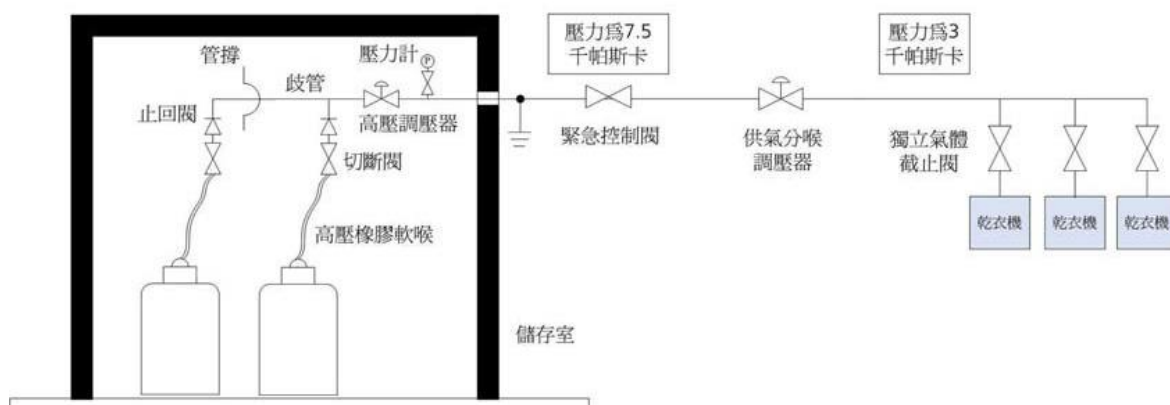 壓力爲7.5
千帕斯卡
壓力爲3
千帕斯卡
管撐
壓力計
P
歧管
止回閥
高壓調壓器
緊急控制閥
供氣分喉
調壓器
獨立氣體
截止閥
切斷閥
高壓橡膠軟喉
乾衣機
乾衣機
乾衣機
儲存室